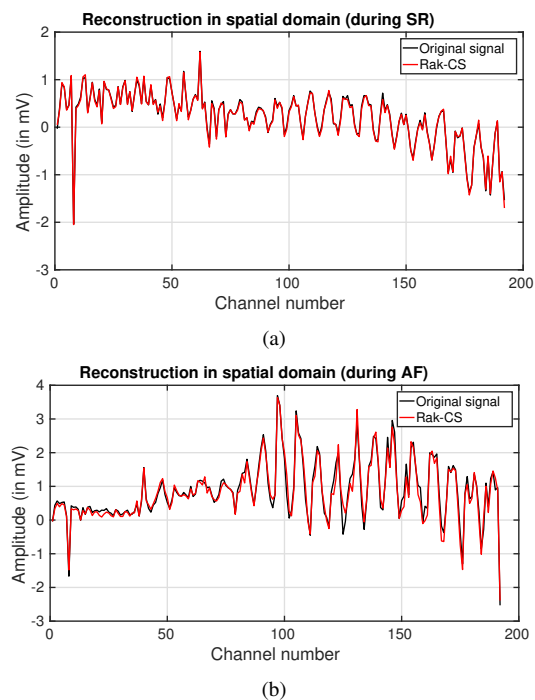 Reconstruction in spatial domain (during SR)
2
1
0
-1
-2
-3
Amplitude (in mV)
Original signal
Rak-CS
0
50
100
150
200
Channel number
(a)
Reconstruction in spatial domain (during AF)
4
3
2
1
0
-1
-2
-3
Amplitude (in mV)
Original signal
Rak-CS
0
50
100
150
200
Channel number
(b)